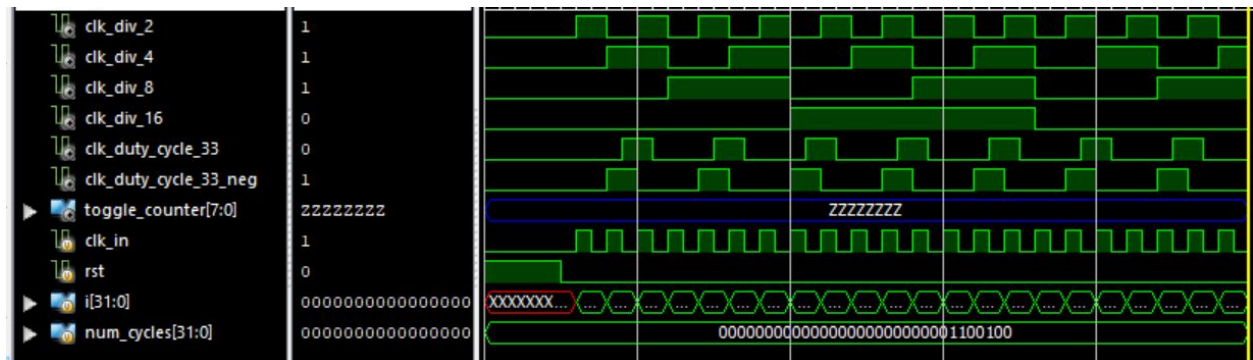 clk_div_2 1
clk_div_4 1
clk_div_8 1
clk_div_16 0
clk_duty_cycle_33 0
clk_duty_cycle_33_neg 1
toggle_counter[7:0] ZZZZZZZZ ZZZZZZZZ
clk_in 1
rst 0
i[31:0] 0000000000000000 XXXXXXX... ... ... ... ... ... ... ... ... ... ... ... ... ... ... ... ... ... ... ... ... ...
num_cycles[31:0] 0000000000000000 00000000000000000000000001100100